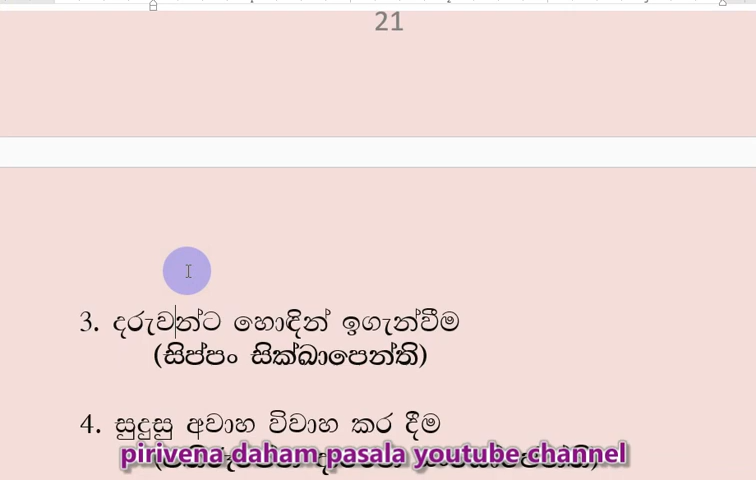 21
3. දරුවන්ට හොඳින් ඉගැන්වීම
(සිප්පං සික්ඛාපෙන්ති)
4. සුදුසු අවාහ විවාහ කර දීම
pirivena daham pasala youtube channel